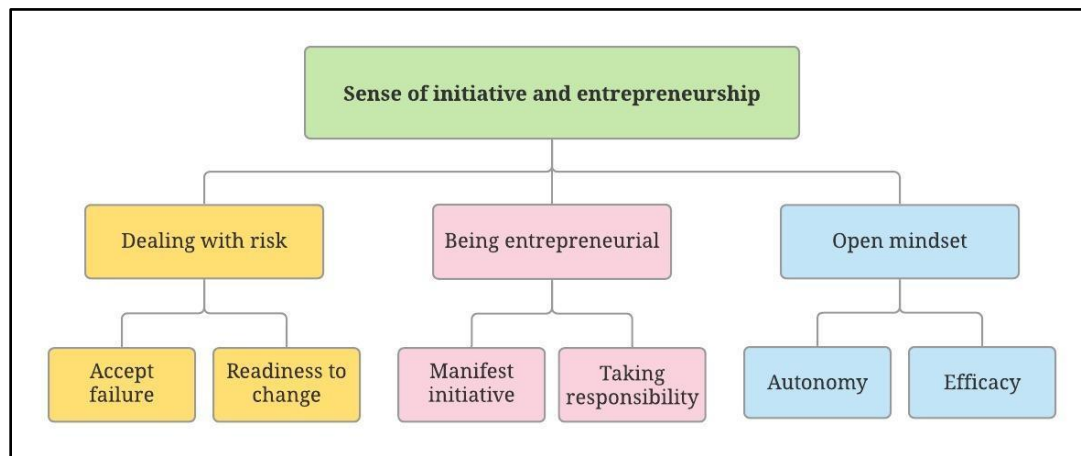 Sense of initiative and entrepreneurship
Dealing with risk
Being entrepreneurial
Open mindset
Accept
failure
Readiness to
change
Manifest
initiative
Taking
responsibility
Autonomy
Efficacy